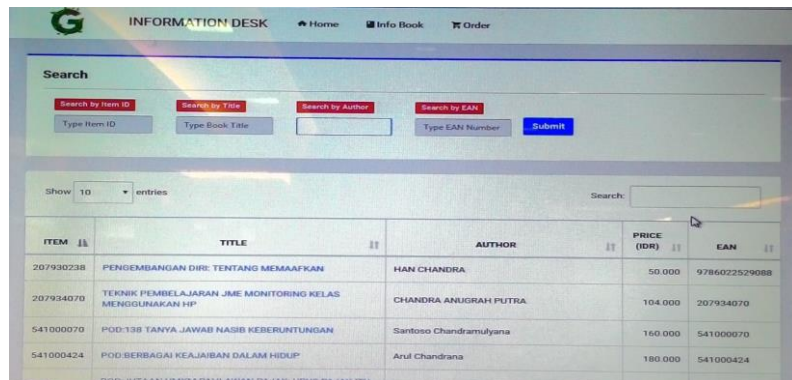 G
INFORMATION DESK Home Info Book Order
Search
Search by Item ID Search by Title Search by Author Search by EAN
Type Item ID Type Book Title Type EAN Number Submit
Show 10 entries Search:
ITEM TITLE AUTHOR PRICE (IDR) EAN
207930238 PENGEMBANGAN DIRI: TENTANG MEMAAFKAN HAN CHANDRA 50.000 9786022529088
207934070 TEKNIK PEMBELAJARAN JME MONITORING KELAS MENGGUNAKAN HP CHANDRA ANUGRAH PUTRA 104.000 207934070
541000070 POD:138 TANYA JAWAB NASIB KEBERUNTUNGAN Santoso Chandramulyana 160.000 541000070
541000424 POD:BERBAGAI KEAJAIBAN DALAM HIDUP Arul Chandrana 180.000 541000424